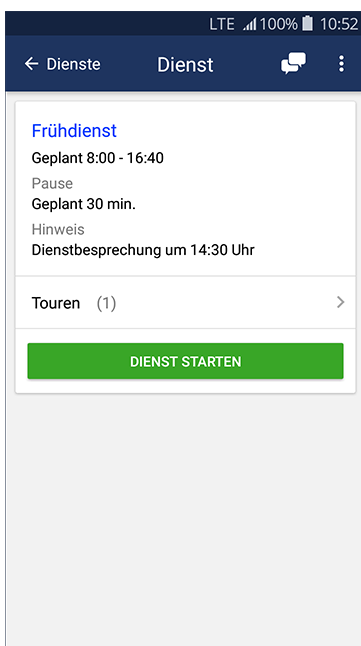 LTE 100% 10:52
← Dienste Dienst
Frühdienst
Geplant 8:00 - 16:40
Pause
Geplant 30 min.
Hinweis
Dienstbesprechung um 14:30 Uhr
Touren (1)
DIENST STARTEN